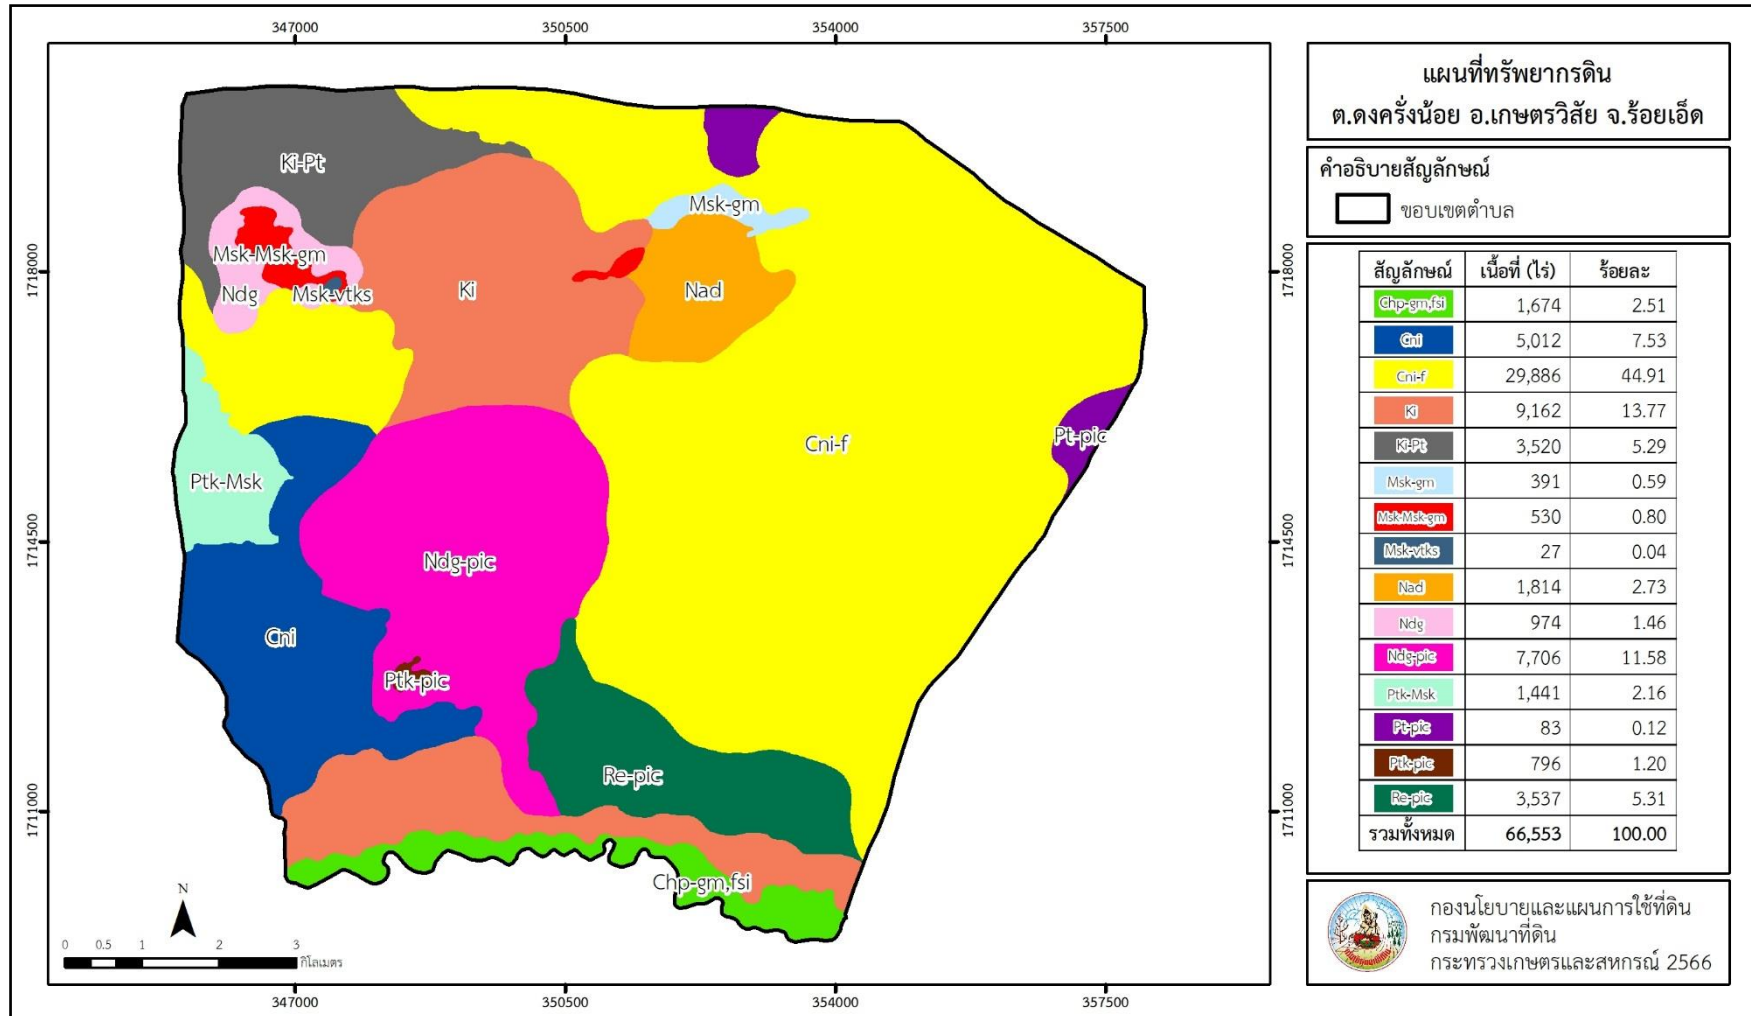 347000
350500
354000
357500
1718000
1714500
1711000
1718000
1714500
1711000
347000
350500
354000
357500
Ki-Pt
Msk-gm
Msk-Msk-gm
Ndg
Msk-vtks
Ki
Nad
Cni-f
Pt-pic
Ptk-Msk
Ndg-pic
Cni
Ptk-pic
Re-pic
Chp-gm,fsi
N
0 0.5 1 2 3
กิโลเมตร
แผนที่ทรัพยากรดิน
ต.ดงครั่งน้อย อ.เกษตรวิสัย จ.ร้อยเอ็ด
คำอธิบายสัญลักษณ์
ขอบเขตตำบล
สัญลักษณ์ เนื้อที่ (ไร่) ร้อยละ
Chp-gm,fsi 1,674 2.51
Cni 5,012 7.53
Cni-f 29,886 44.91
Ki 9,162 13.77
Ki-Pt 3,520 5.29
Msk-gm 391 0.59
Msk-Msk-gm 530 0.80
Msk-vtks 27 0.04
Nad 1,814 2.73
Ndg 974 1.46
Ndg-pic 7,706 11.58
Ptk-Msk 1,441 2.16
Pt-pic 83 0.12
Ptk-pic 796 1.20
Re-pic 3,537 5.31
รวมทั้งหมด 66,553 100.00
กองนโยบายและแผนการใช้ที่ดิน
กรมพัฒนาที่ดิน
กระทรวงเกษตรและสหกรณ์ 2566